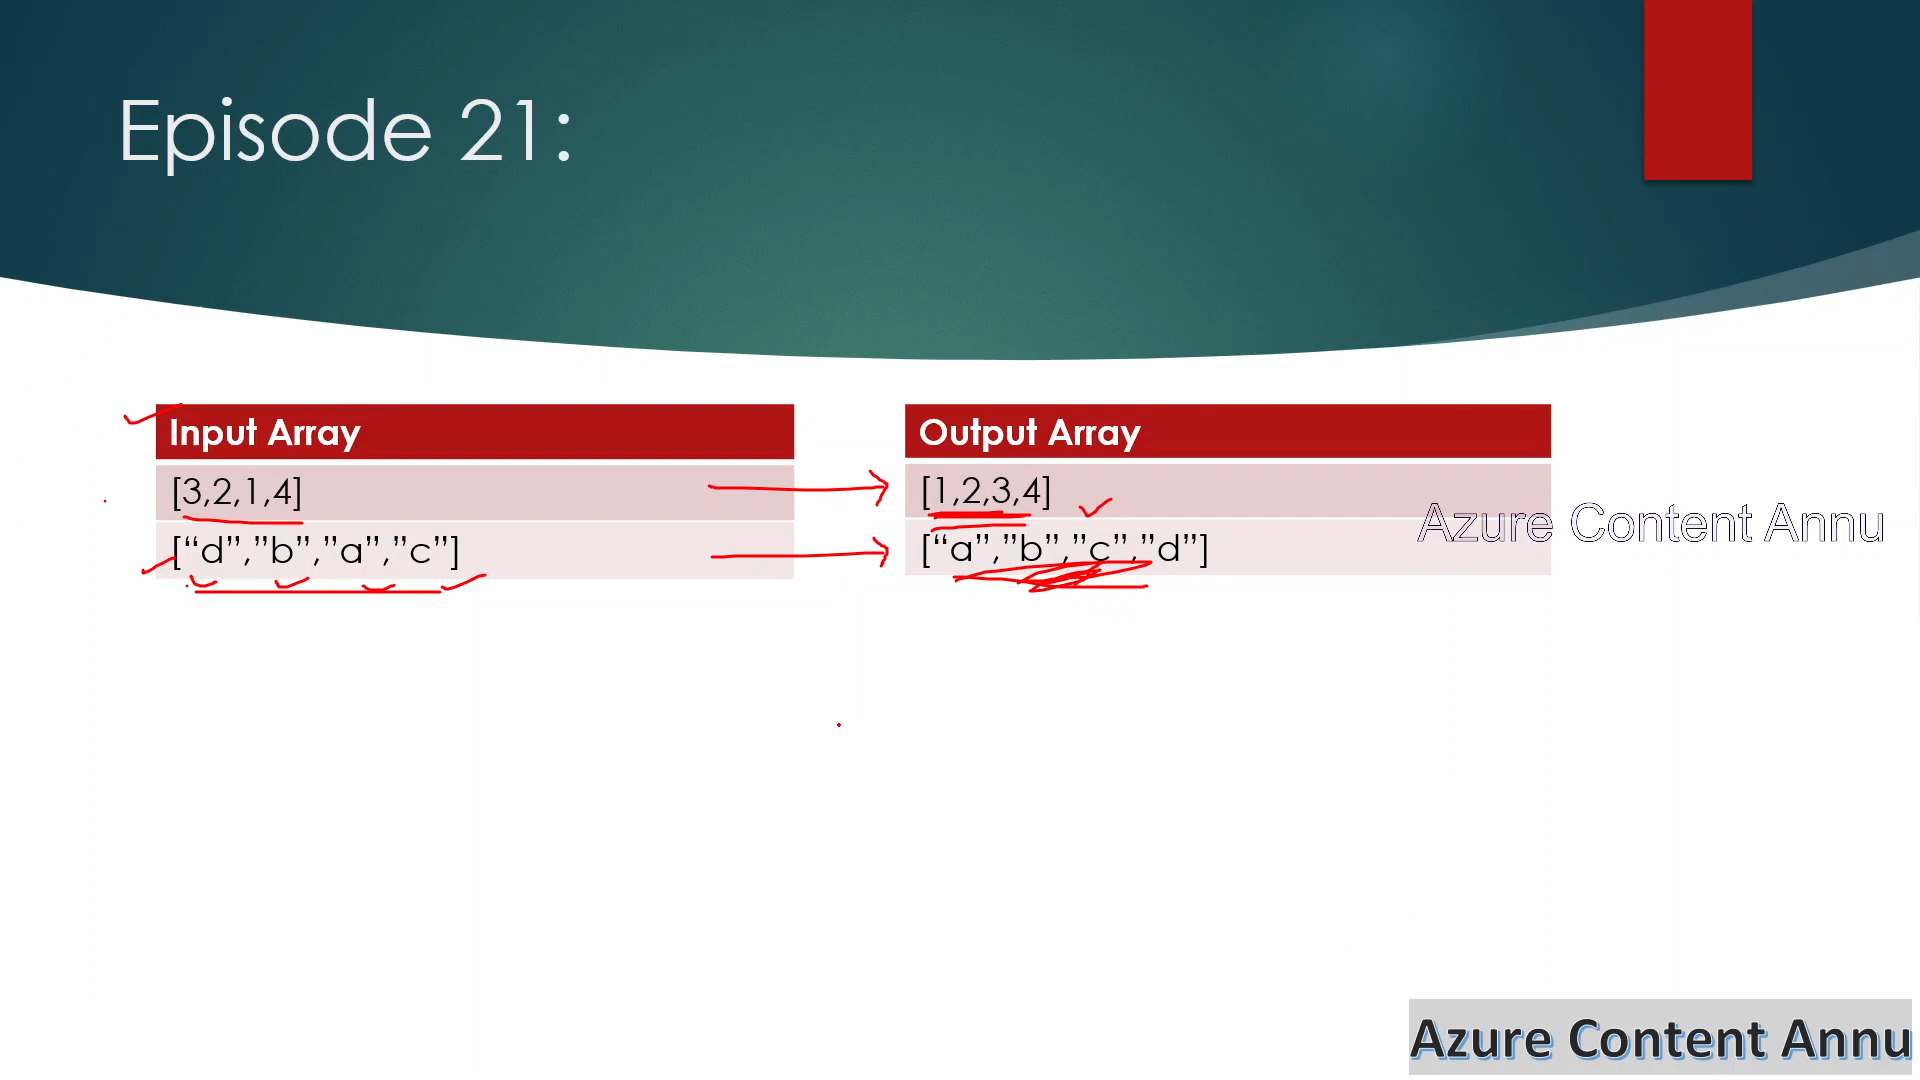 Episode 21:
Input Array
[3,2,1,4]
[“d”,”b”,”a”,”c”]
Output Array
[1,2,3,4]
[“a”,”b”,”c”,”d”]
Azure Content Annu
Azure Content Annu